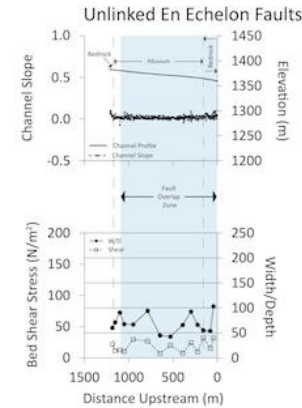 Unlinked En Echelon Faults
Bedrock
Alluvium
Bedrock
Channel Slope
1.0
0.5
0.0
-0.5
Elevation (m)
1450
1400
1350
1300
1250
1200
Channel Profile
Channel Slope
Fault
Overlap
Zone
Bed Shear Stress (N/m²)
200
150
100
50
0
W/D
Shear
Width/Depth
250
200
150
100
50
0
1500 1000 500 0
Distance Upstream (m)